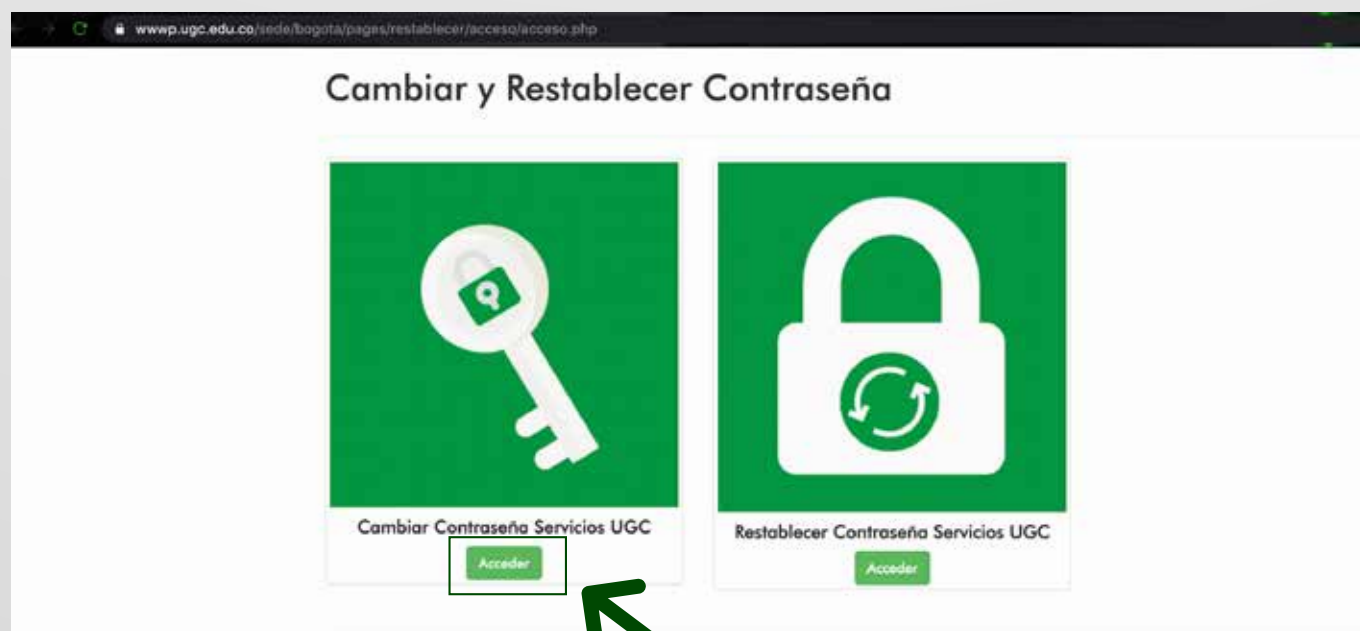 wwwp.ugc.edu.co/sede/bogota/pages/restablecer/acceso/acceso.php
Cambiar y Restablecer Contraseña
Cambiar Contraseña Servicios UGC
Acceder
Restablecer Contraseña Servicios UGC
Acceder